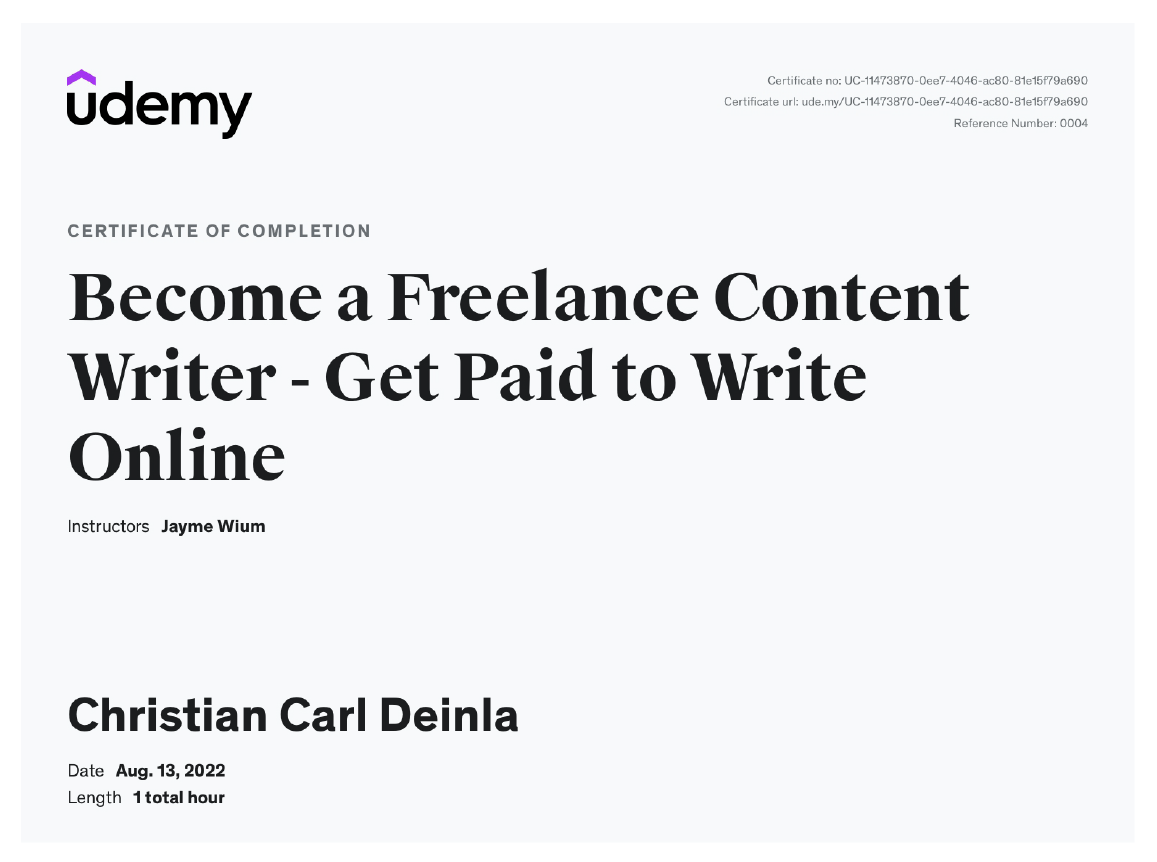 udemy
Certificate no: UC-11473870-0ee7-4046-ac80-81e15f79a690
Certificate url: ude.my/UC-11473870-0ee7-4046-ac80-81e15f79a690
Reference Number: 0004
CERTIFICATE OF COMPLETION
Become a Freelance Content
Writer - Get Paid to Write
Online
Instructors Jayme Wium
Christian Carl Deinla
Date Aug. 13, 2022
Length 1 total hour